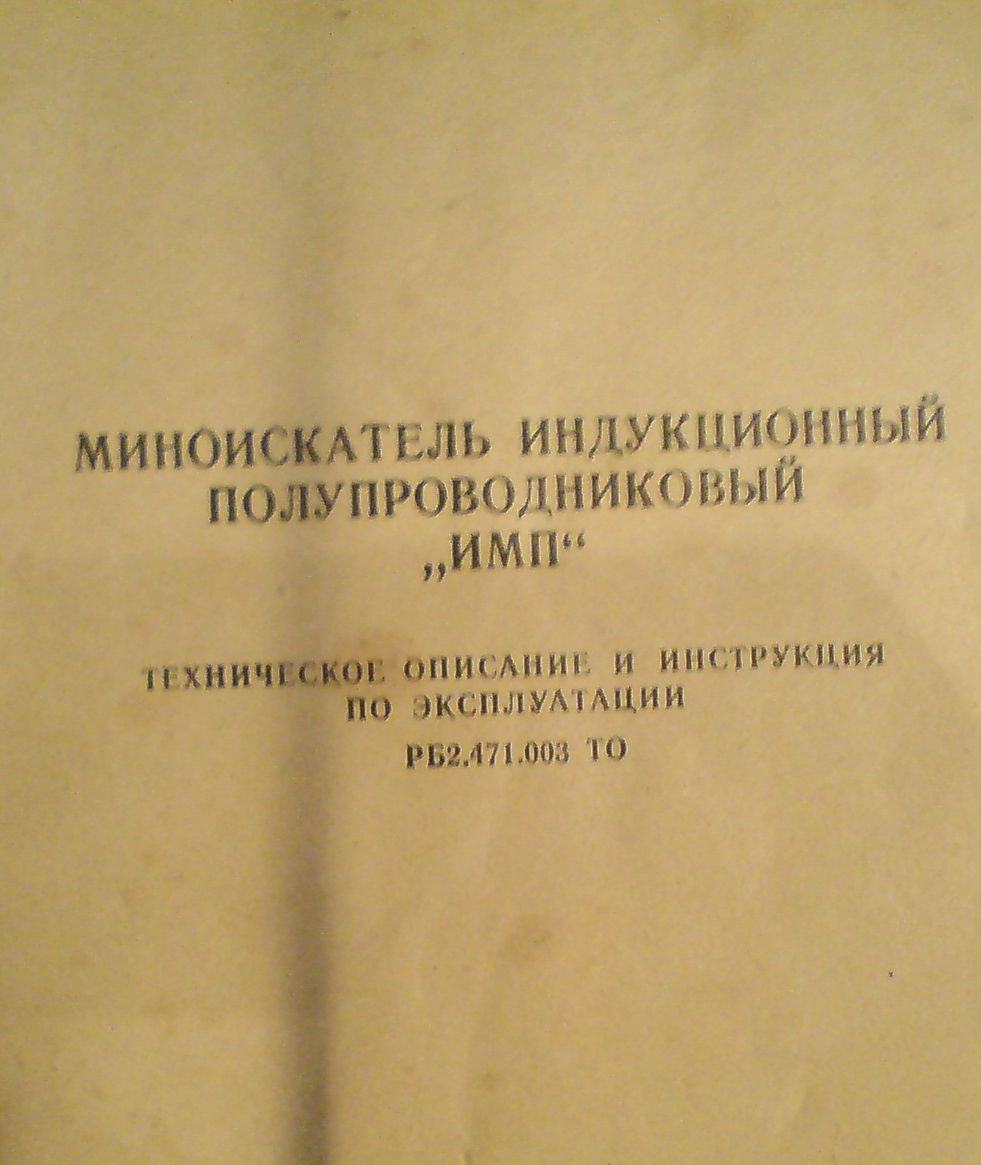 МИНОИСКАТЕЛЬ ИНДУКЦИОННЫЙ
ПОЛУПРОВОДНИКОВЫЙ
„ИМП“
ТЕХНИЧЕСКОЕ ОПИСАНИЕ И ИНСТРУКЦИЯ
ПО ЭКСПЛУАТАЦИИ
РБ2.471.003 ТО